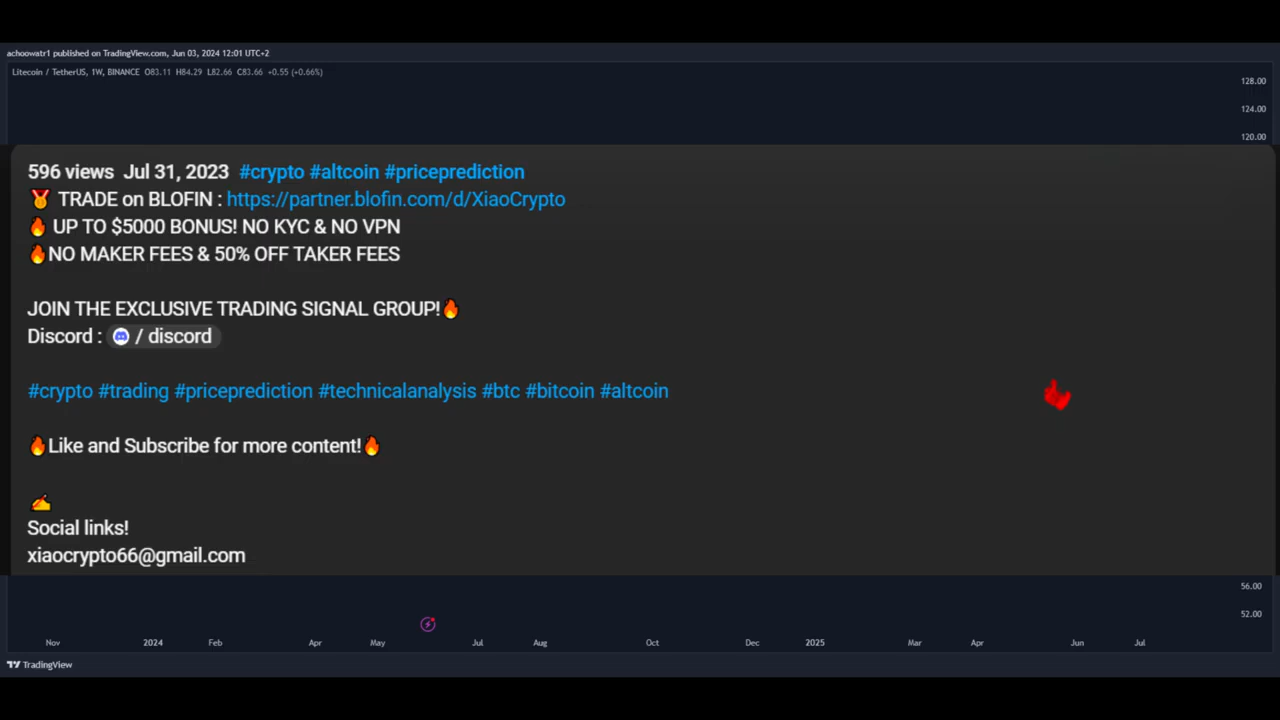 achoowatr1 published on TradingView.com, Jun 03, 2024 12:01 UTC+2
Litecoin / TetherUS, 1W, BINANCE O83.11 H84.29 L82.66 C83.66 +0.55 (+0.66%)
128.00
124.00
120.00
596 views Jul 31, 2023 #crypto #altcoin #priceprediction
🏅 TRADE on BLOFIN : https://partner.blofin.com/d/XiaoCrypto
🔥 UP TO $5000 BONUS! NO KYC & NO VPN
🔥NO MAKER FEES & 50% OFF TAKER FEES
JOIN THE EXCLUSIVE TRADING SIGNAL GROUP!🔥
Discord : / discord
#crypto #trading #priceprediction #technicalanalysis #btc #bitcoin #altcoin
🔥Like and Subscribe for more content!🔥
✍
Social links!
xiaocrypto66@gmail.com
56.00
52.00
Nov 2024 Feb Apr May Jul Aug Oct Dec 2025 Mar Apr Jun Jul
TradingView